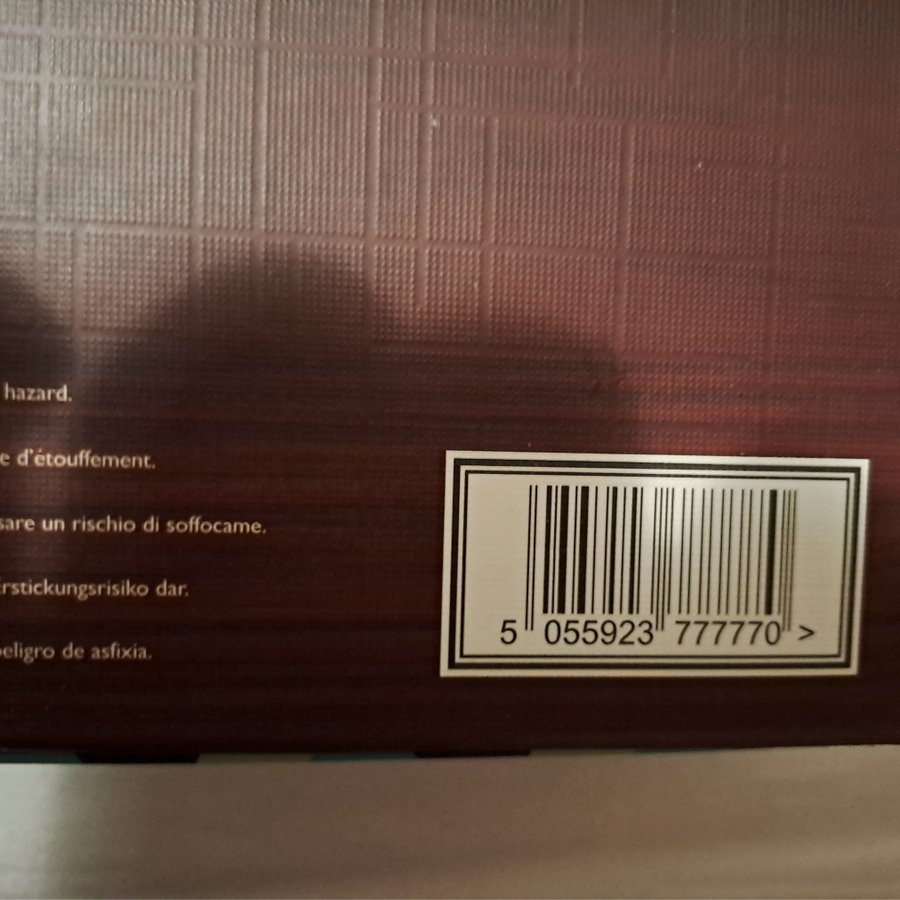 hazard.
e d'étouffement.
sare un rischio di soffocame.
rstickungsrisiko dar.
peligro de asfixia.
5 055923 777770 >